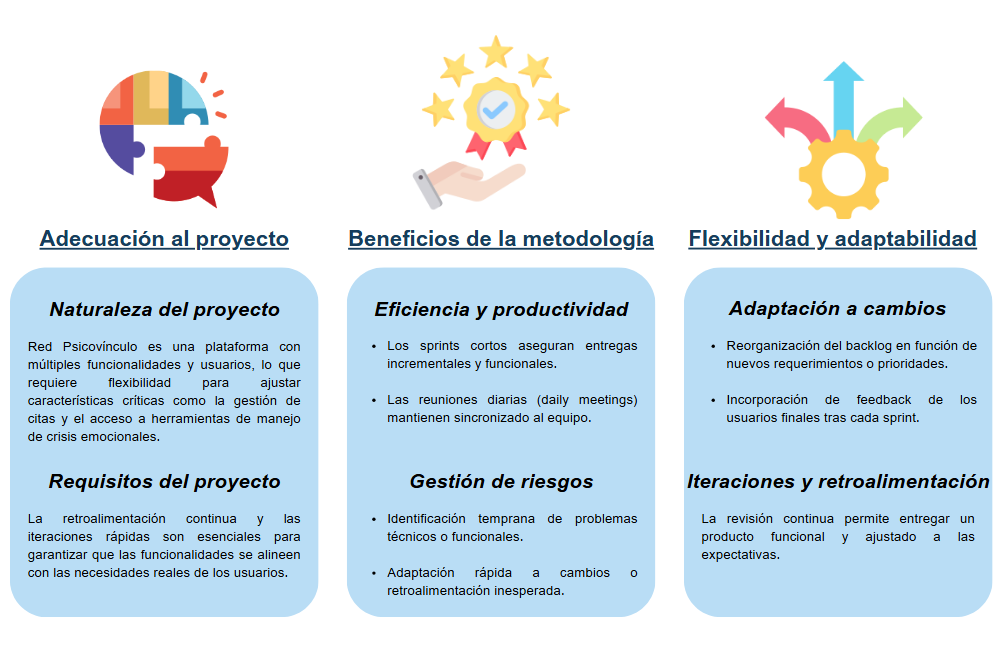 Adecuación al proyecto
Naturaleza del proyecto
Red Psicovínculo es una plataforma con
múltiples funcionalidades y usuarios, lo que
requiere flexibilidad para ajustar
características críticas como la gestión de
citas y el acceso a herramientas de manejo
de crisis emocionales.
Requisitos del proyecto
La retroalimentación continua y las
iteraciones rápidas son esenciales para
garantizar que las funcionalidades se alineen
con las necesidades reales de los usuarios.
Beneficios de la metodología
Eficiencia y productividad
• Los sprints cortos aseguran entregas
incrementales y funcionales.
• Las reuniones diarias (daily meetings)
mantienen sincronizado al equipo.
Gestión de riesgos
• Identificación temprana de problemas
técnicos o funcionales.
• Adaptación rápida a cambios o
retroalimentación inesperada.
Flexibilidad y adaptabilidad
Adaptación a cambios
• Reorganización del backlog en función de
nuevos requerimientos o prioridades.
• Incorporación de feedback de los
usuarios finales tras cada sprint.
Iteraciones y retroalimentación
La revisión continua permite entregar un
producto funcional y ajustado a las
expectativas.